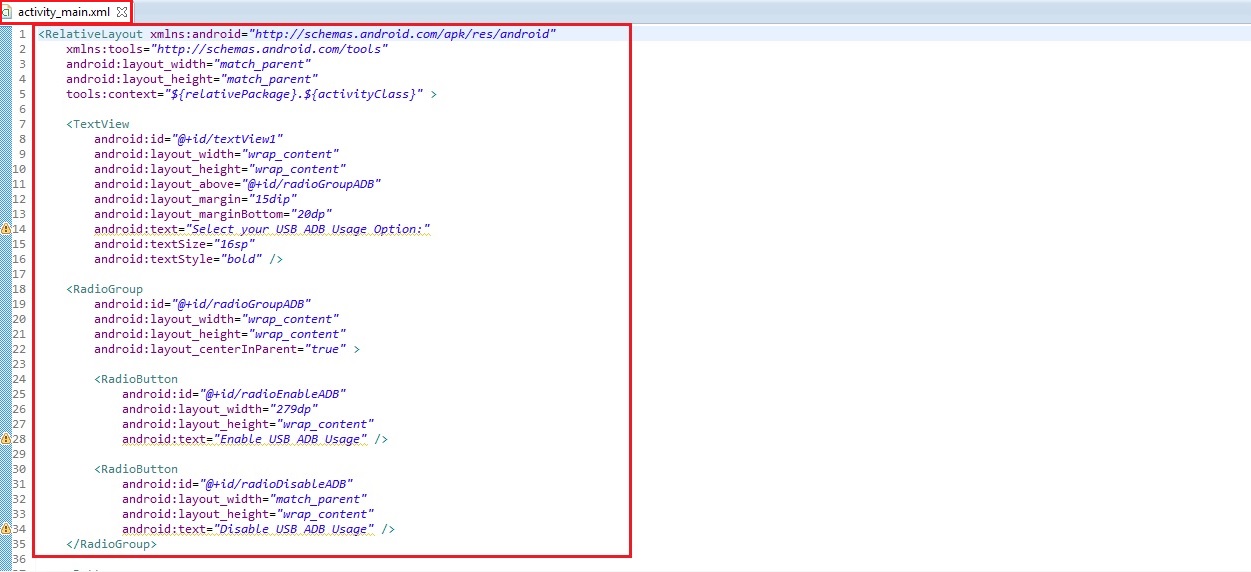 activity_main.xml
1 <RelativeLayout xmlns:android="http://schemas.android.com/apk/res/android"
2 xmlns:tools="http://schemas.android.com/tools"
3 android:layout_width="match_parent"
4 android:layout_height="match_parent"
5 tools:context="${relativePackage}.${activityClass}" >
6
7 <TextView
8 android:id="@+id/textView1"
9 android:layout_width="wrap_content"
10 android:layout_height="wrap_content"
11 android:layout_above="@+id/radioGroupADB"
12 android:layout_margin="15dip"
13 android:layout_marginBottom="20dp"
14 android:text="Select your USB ADB Usage Option:"
15 android:textSize="16sp"
16 android:textStyle="bold" />
17
18 <RadioGroup
19 android:id="@+id/radioGroupADB"
20 android:layout_width="wrap_content"
21 android:layout_height="wrap_content"
22 android:layout_centerInParent="true" >
23
24 <RadioButton
25 android:id="@+id/radioEnableADB"
26 android:layout_width="279dp"
27 android:layout_height="wrap_content"
28 android:text="Enable USB ADB Usage" />
29
30 <RadioButton
31 android:id="@+id/radioDisableADB"
32 android:layout_width="match_parent"
33 android:layout_height="wrap_content"
34 android:text="Disable USB ADB Usage" />
35 </RadioGroup>
36